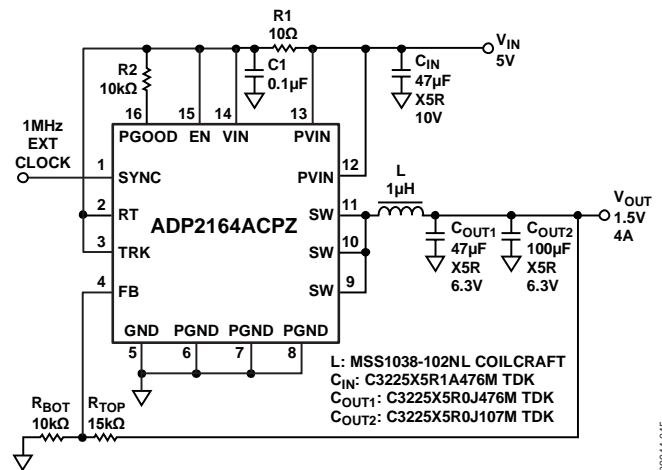 R1
10Ω
VIN
5V
R2
10kΩ
C1
0.1µF
CIN
47µF
X5R
10V
16
15
14
13
PGOOD
EN
VIN
PVIN
1MHz
EXT
CLOCK
1
SYNC
12
PVIN
L
1µH
2
RT
11
SW
VOUT
1.5V
4A
ADP2164ACPZ
3
TRK
10
SW
COUT1
47µF
X5R
6.3V
COUT2
100µF
X5R
6.3V
4
FB
9
SW
GND
PGND
PGND
PGND
5
6
7
8
L: MSS1038-102NL COILCRAFT
CIN: C3225X5R1A476M TDK
COUT1: C3225X5R0J476M TDK
COUT2: C3225X5R0J107M TDK
RBOT
10kΩ
RTOP
15kΩ